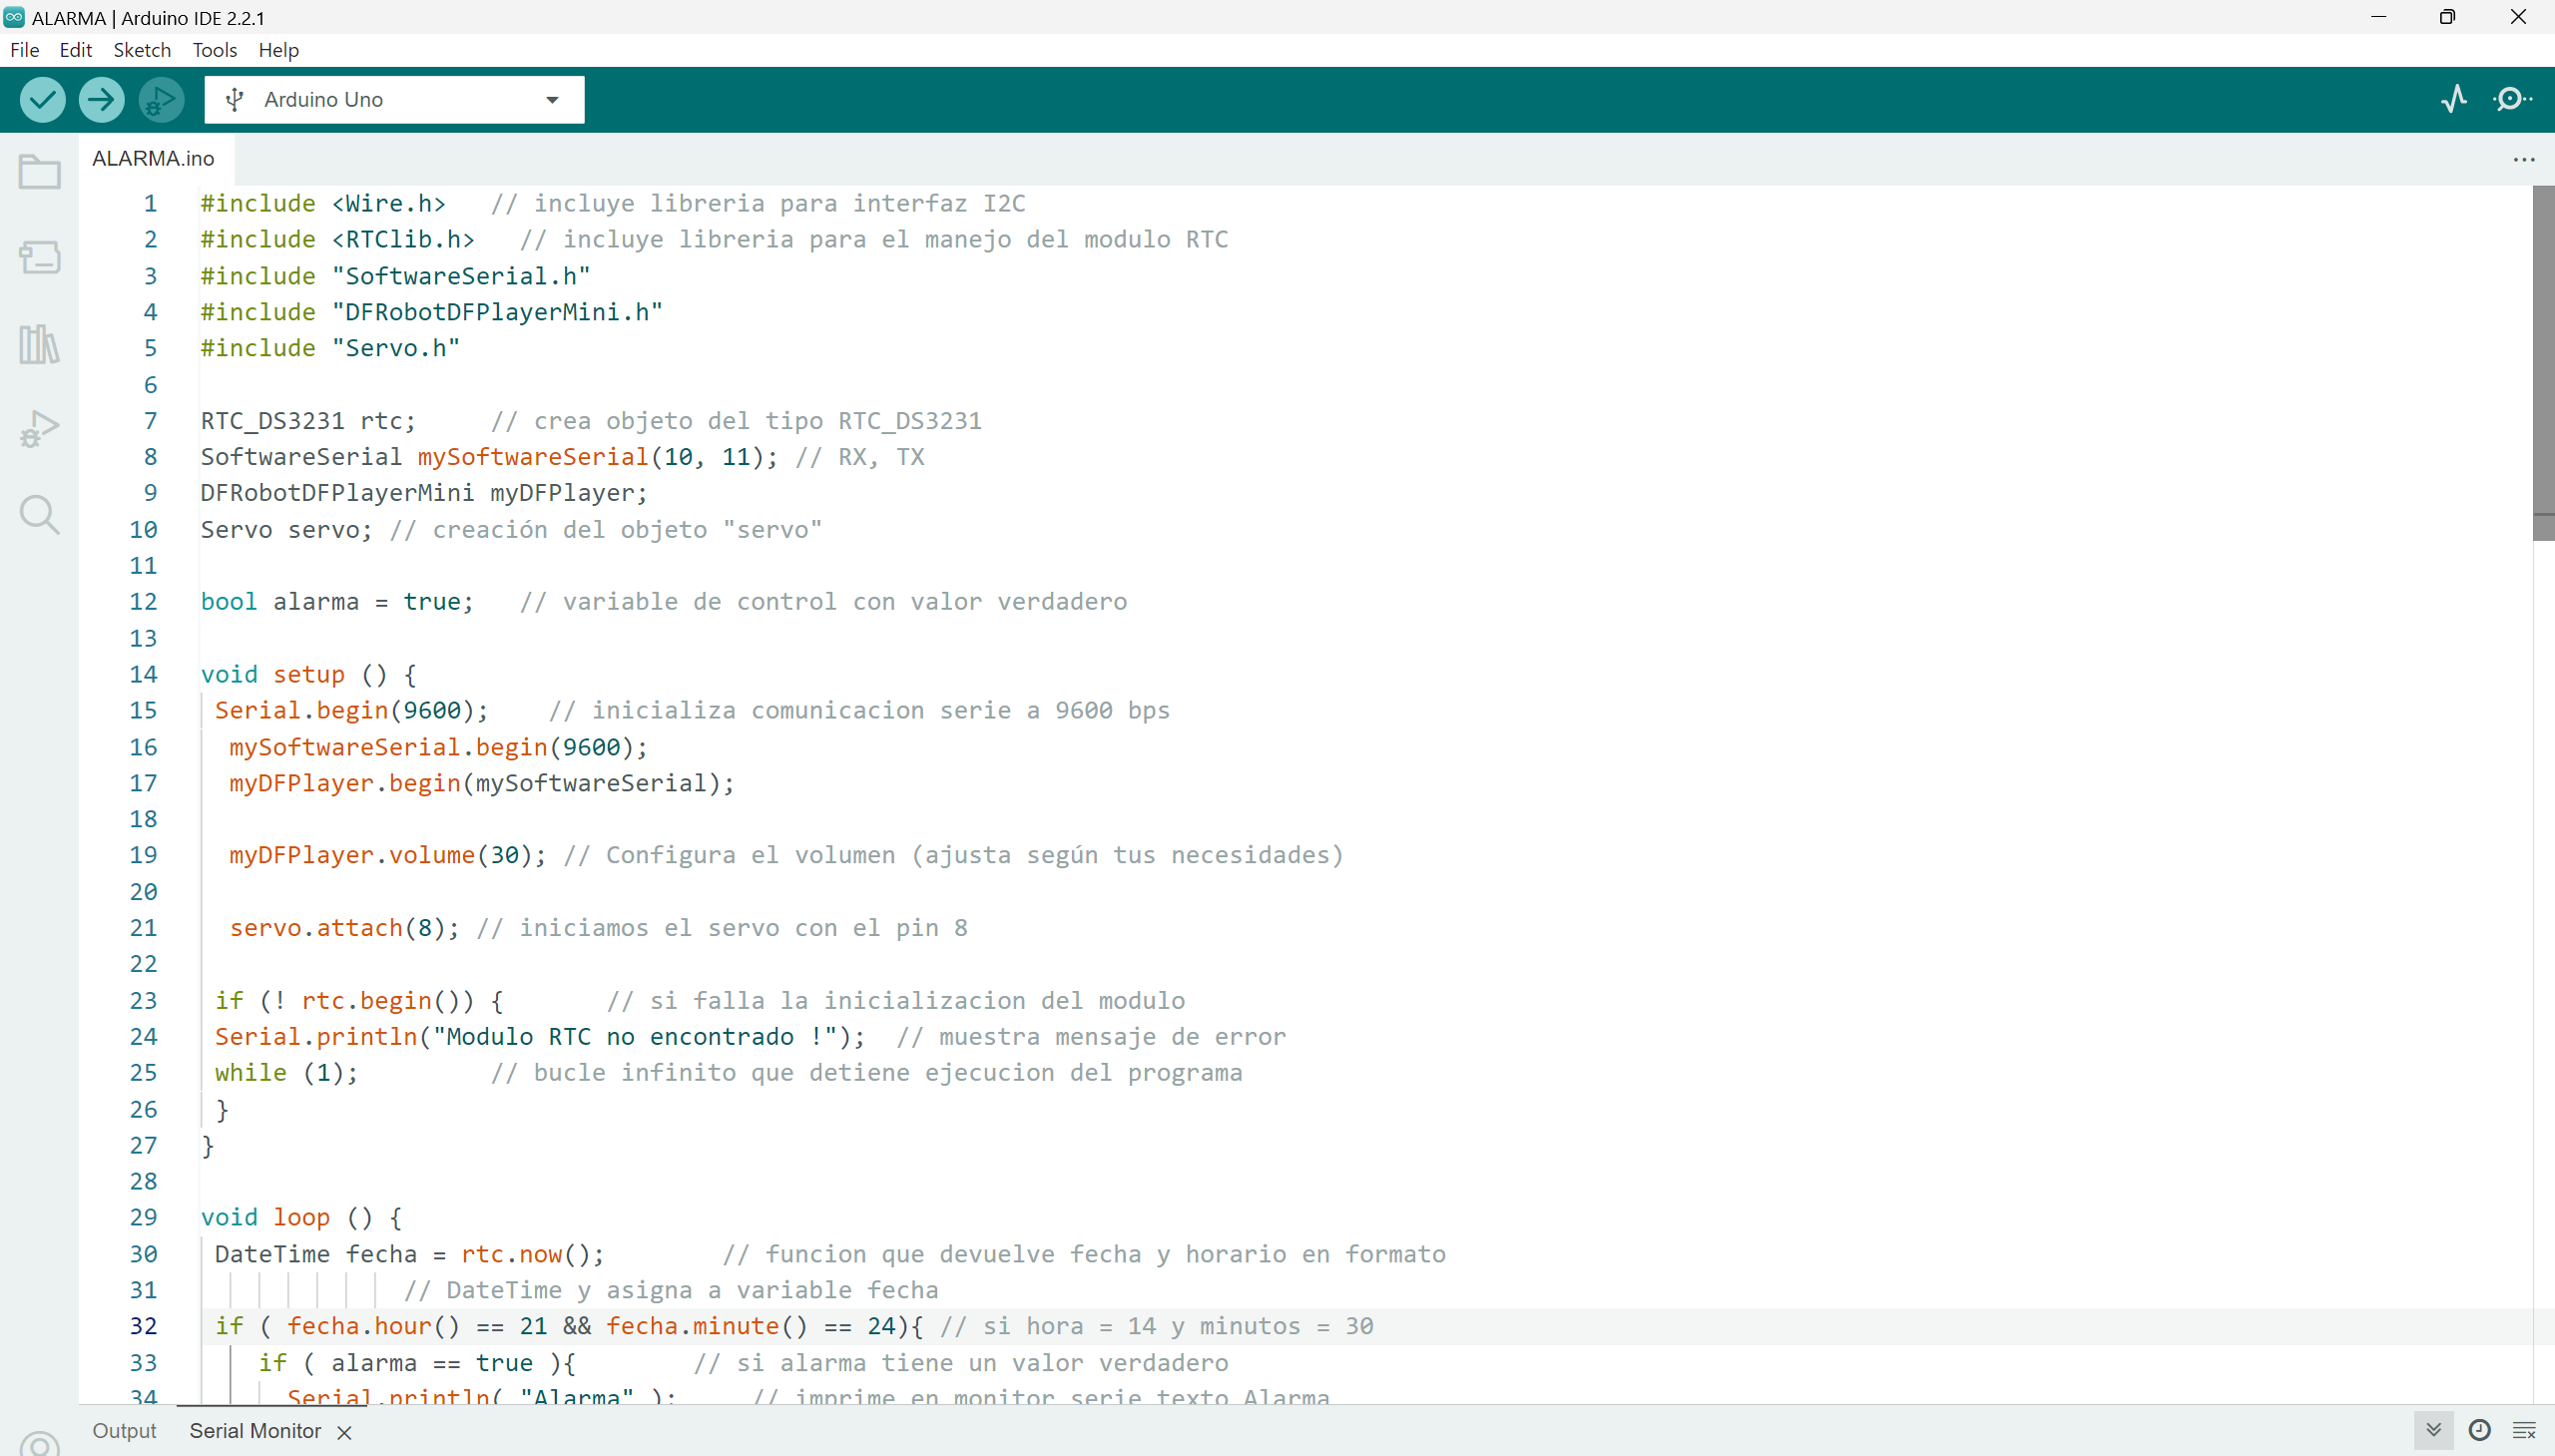 ALARMA | Arduino IDE 2.2.1
File Edit Sketch Tools Help
Arduino Uno
ALARMA.ino
1 #include <Wire.h>   // incluye libreria para interfaz I2C
2 #include <RTClib.h>   // incluye libreria para el manejo del modulo RTC
3 #include "SoftwareSerial.h"
4 #include "DFRobotDFPlayerMini.h"
5 #include "Servo.h"
6
7 RTC_DS3231 rtc;     // crea objeto del tipo RTC_DS3231
8 SoftwareSerial mySoftwareSerial(10, 11); // RX, TX
9 DFRobotDFPlayerMini myDFPlayer;
10 Servo servo; // creación del objeto "servo"
11
12 bool alarma = true;   // variable de control con valor verdadero
13
14 void setup () {
15  Serial.begin(9600);    // inicializa comunicacion serie a 9600 bps
16   mySoftwareSerial.begin(9600);
17   myDFPlayer.begin(mySoftwareSerial);
18
19   myDFPlayer.volume(30); // Configura el volumen (ajusta según tus necesidades)
20
21   servo.attach(8); // iniciamos el servo con el pin 8
22
23  if (! rtc.begin()) {       // si falla la inicializacion del modulo
24  Serial.println("Modulo RTC no encontrado !");  // muestra mensaje de error
25  while (1);         // bucle infinito que detiene ejecucion del programa
26  }
27 }
28
29 void loop () {
30  DateTime fecha = rtc.now();        // funcion que devuelve fecha y horario en formato
31               // DateTime y asigna a variable fecha
32  if ( fecha.hour() == 21 && fecha.minute() == 24){ // si hora = 14 y minutos = 30
33     if ( alarma == true ){        // si alarma tiene un valor verdadero
34       Serial.println( "Alarma" );     // imprime en monitor serie texto Alarma
Output Serial Monitor